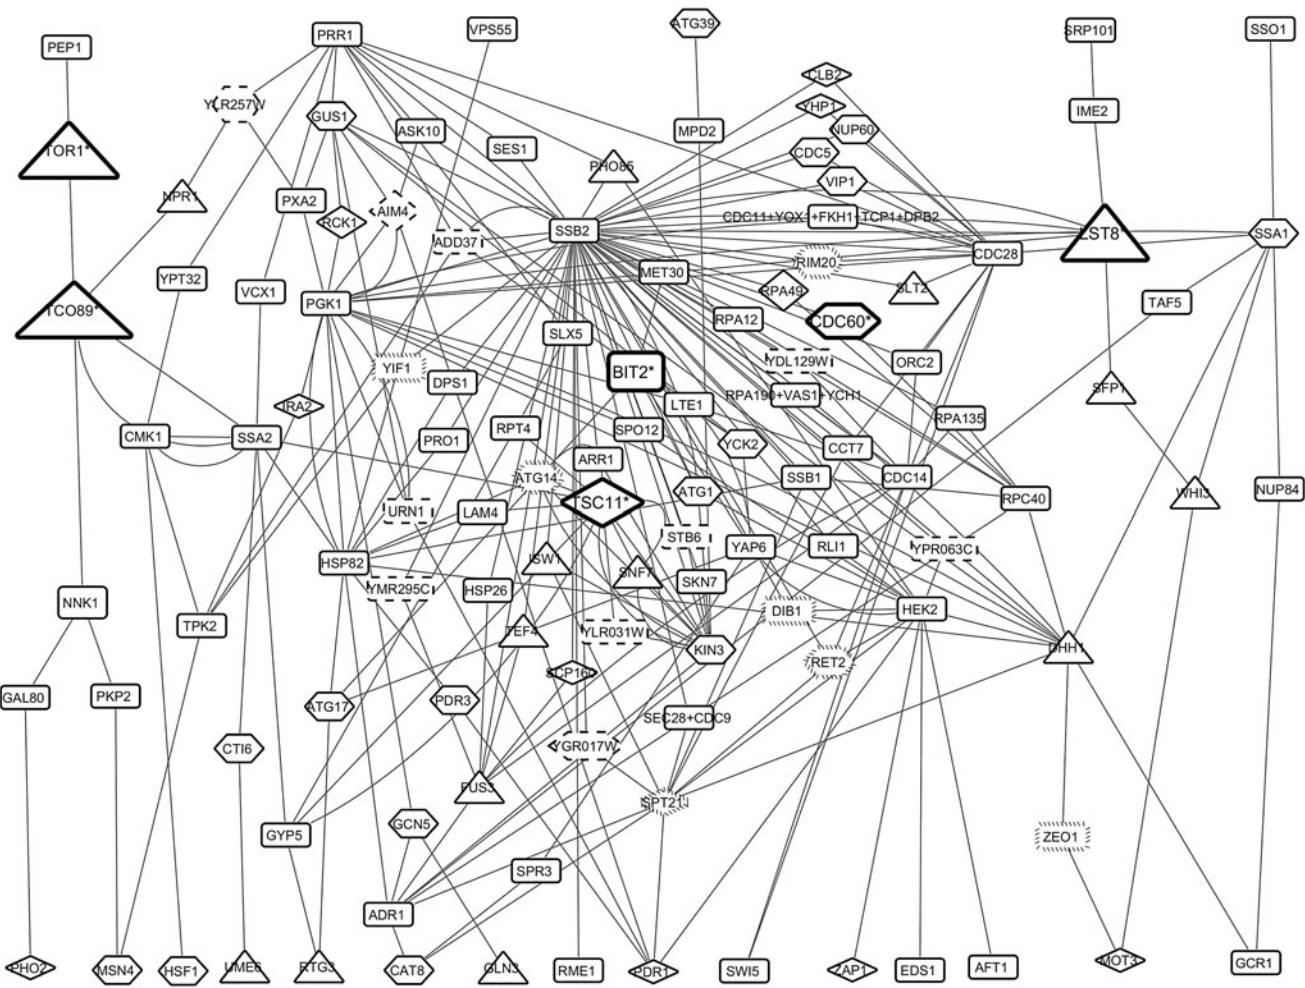 PRR1
VPS55
ATG39
SRP101
SSO1
PEP1
CLB2
YLR257W
GUS1
YHP1
IME2
ASK10
MPD2
NUP60
TOR1*
SES1
CDC5
PHO85
NPR1
PXA2
VIP1
AIM4
RCK1
CDC11+YOX1+FKH1+TCP1+DPB2
SSB2
LST8*
SSA1
ADD37
CDC28
RIM20
MET30
YPT32
VCX1
RPA49
SLT2
PGK1
TAF5
TCO89*
RPA12
CDC60*
SLX5
YDL129W
ORC2
YIF1
BIT2*
DPS1
SFP1
RPA190+VAS1+YCH1
IRA2
LTE1
RPA135
CMK1
SSA2
PRO1
RPT4
SPO12
YCK2
CCT7
ARR1
ATG14
SSB1
CDC14
ATG1
NUP84
WHI3
RPC40
TSC11*
URN1
LAM4
STB6
YAP6
RLI1
YPR063C
HSP82
ISW1
SNF7
SKN7
YMR295C
HSP26
NNK1
DIB1
HEK2
TPK2
TEF4
YLR031W
KIN3
DHH1
RET2
SCP160
GAL80
PKP2
ATG17
PDR3
SEC28+CDC9
CTI6
YGR017W
FUS3
SPT21
GCN5
GYP5
ZEO1
SPR3
ADR1
PHO2
MSN4
HSF1
UME6
RTG3
CAT8
GLN3
RME1
PDR1
SWI5
ZAP1
EDS1
AFT1
MOT3
GCR1